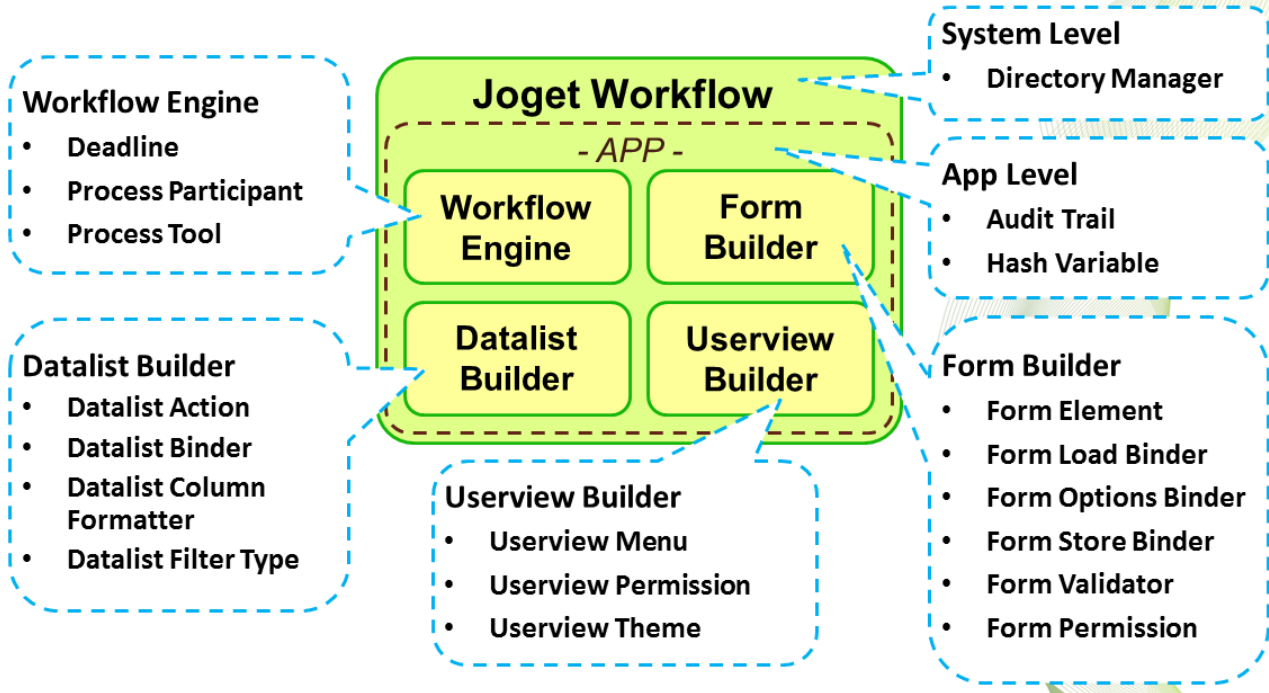 Joget Workflow
- APP -
Workflow
Engine
Form
Builder
Datalist
Builder
Userview
Builder
Workflow Engine
• Deadline
• Process Participant
• Process Tool
Datalist Builder
• Datalist Action
• Datalist Binder
• Datalist Column
Formatter
• Datalist Filter Type
Userview Builder
• Userview Menu
• Userview Permission
• Userview Theme
System Level
• Directory Manager
App Level
• Audit Trail
• Hash Variable
Form Builder
• Form Element
• Form Load Binder
• Form Options Binder
• Form Store Binder
• Form Validator
• Form Permission